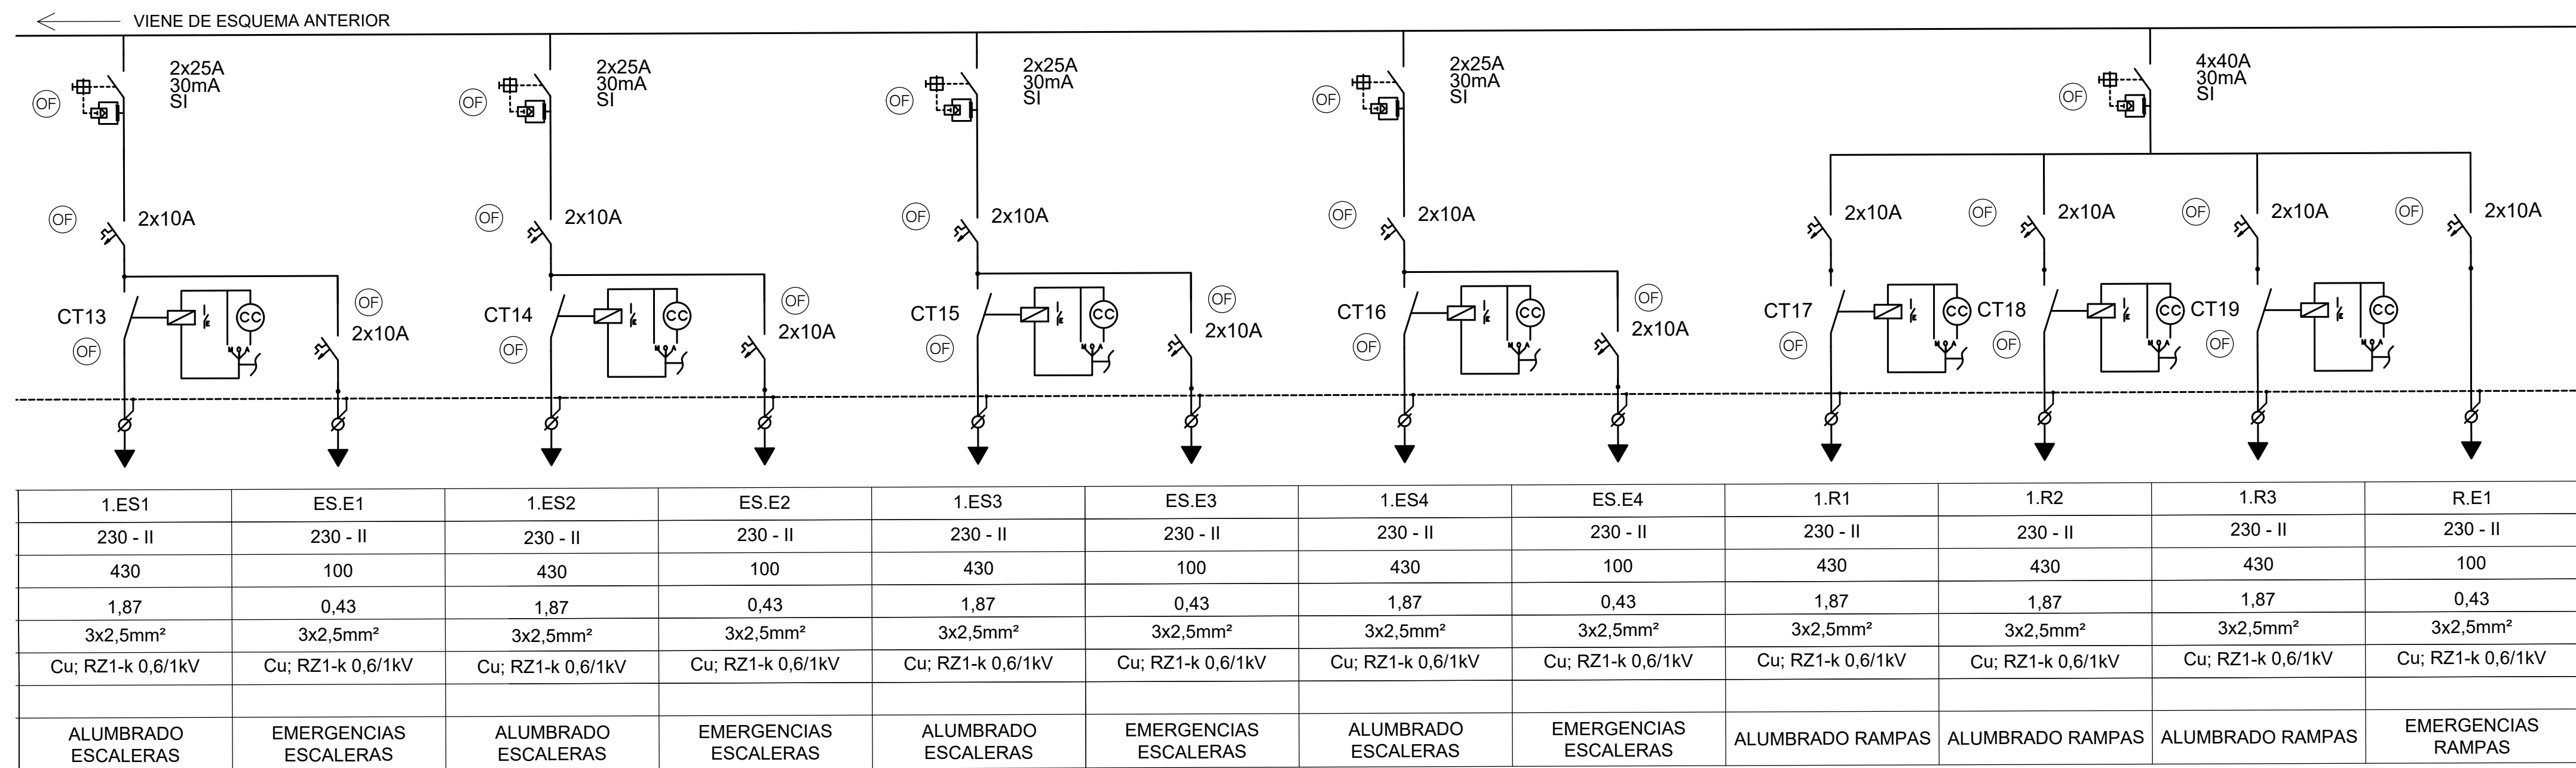 VIENE DE ESQUEMA ANTERIOR
2x25A
30mA
SI
OF
2x25A
30mA
SI
OF
2x25A
30mA
SI
OF
2x25A
30mA
SI
OF
4x40A
30mA
SI
OF
OF 2x10A
OF 2x10A
OF 2x10A
OF 2x10A
2x10A
OF 2x10A
OF 2x10A
OF 2x10A
CT13
OF
CC
M O A
OF
2x10A
CT14
OF
CC
M O A
OF
2x10A
CT15
OF
CC
M O A
OF
2x10A
CT16
OF
CC
M O A
OF
2x10A
CT17
OF
CC
M O A
CT18
OF
CC
M O A
CT19
OF
CC
M O A
1.ES1 ES.E1 1.ES2 ES.E2 1.ES3 ES.E3 1.ES4 ES.E4 1.R1 1.R2 1.R3 R.E1
230 - II 230 - II 230 - II 230 - II 230 - II 230 - II 230 - II 230 - II 230 - II 230 - II 230 - II 230 - II
430 100 430 100 430 100 430 100 430 430 430 100
1,87 0,43 1,87 0,43 1,87 0,43 1,87 0,43 1,87 1,87 1,87 0,43
3x2,5mm² 3x2,5mm² 3x2,5mm² 3x2,5mm² 3x2,5mm² 3x2,5mm² 3x2,5mm² 3x2,5mm² 3x2,5mm² 3x2,5mm² 3x2,5mm² 3x2,5mm²
Cu; RZ1-k 0,6/1kV Cu; RZ1-k 0,6/1kV Cu; RZ1-k 0,6/1kV Cu; RZ1-k 0,6/1kV Cu; RZ1-k 0,6/1kV Cu; RZ1-k 0,6/1kV Cu; RZ1-k 0,6/1kV Cu; RZ1-k 0,6/1kV Cu; RZ1-k 0,6/1kV Cu; RZ1-k 0,6/1kV Cu; RZ1-k 0,6/1kV Cu; RZ1-k 0,6/1kV
ALUMBRADO
ESCALERAS
EMERGENCIAS
ESCALERAS
ALUMBRADO
ESCALERAS
EMERGENCIAS
ESCALERAS
ALUMBRADO
ESCALERAS
EMERGENCIAS
ESCALERAS
ALUMBRADO
ESCALERAS
EMERGENCIAS
ESCALERAS
ALUMBRADO RAMPAS
ALUMBRADO RAMPAS
ALUMBRADO RAMPAS
EMERGENCIAS
RAMPAS